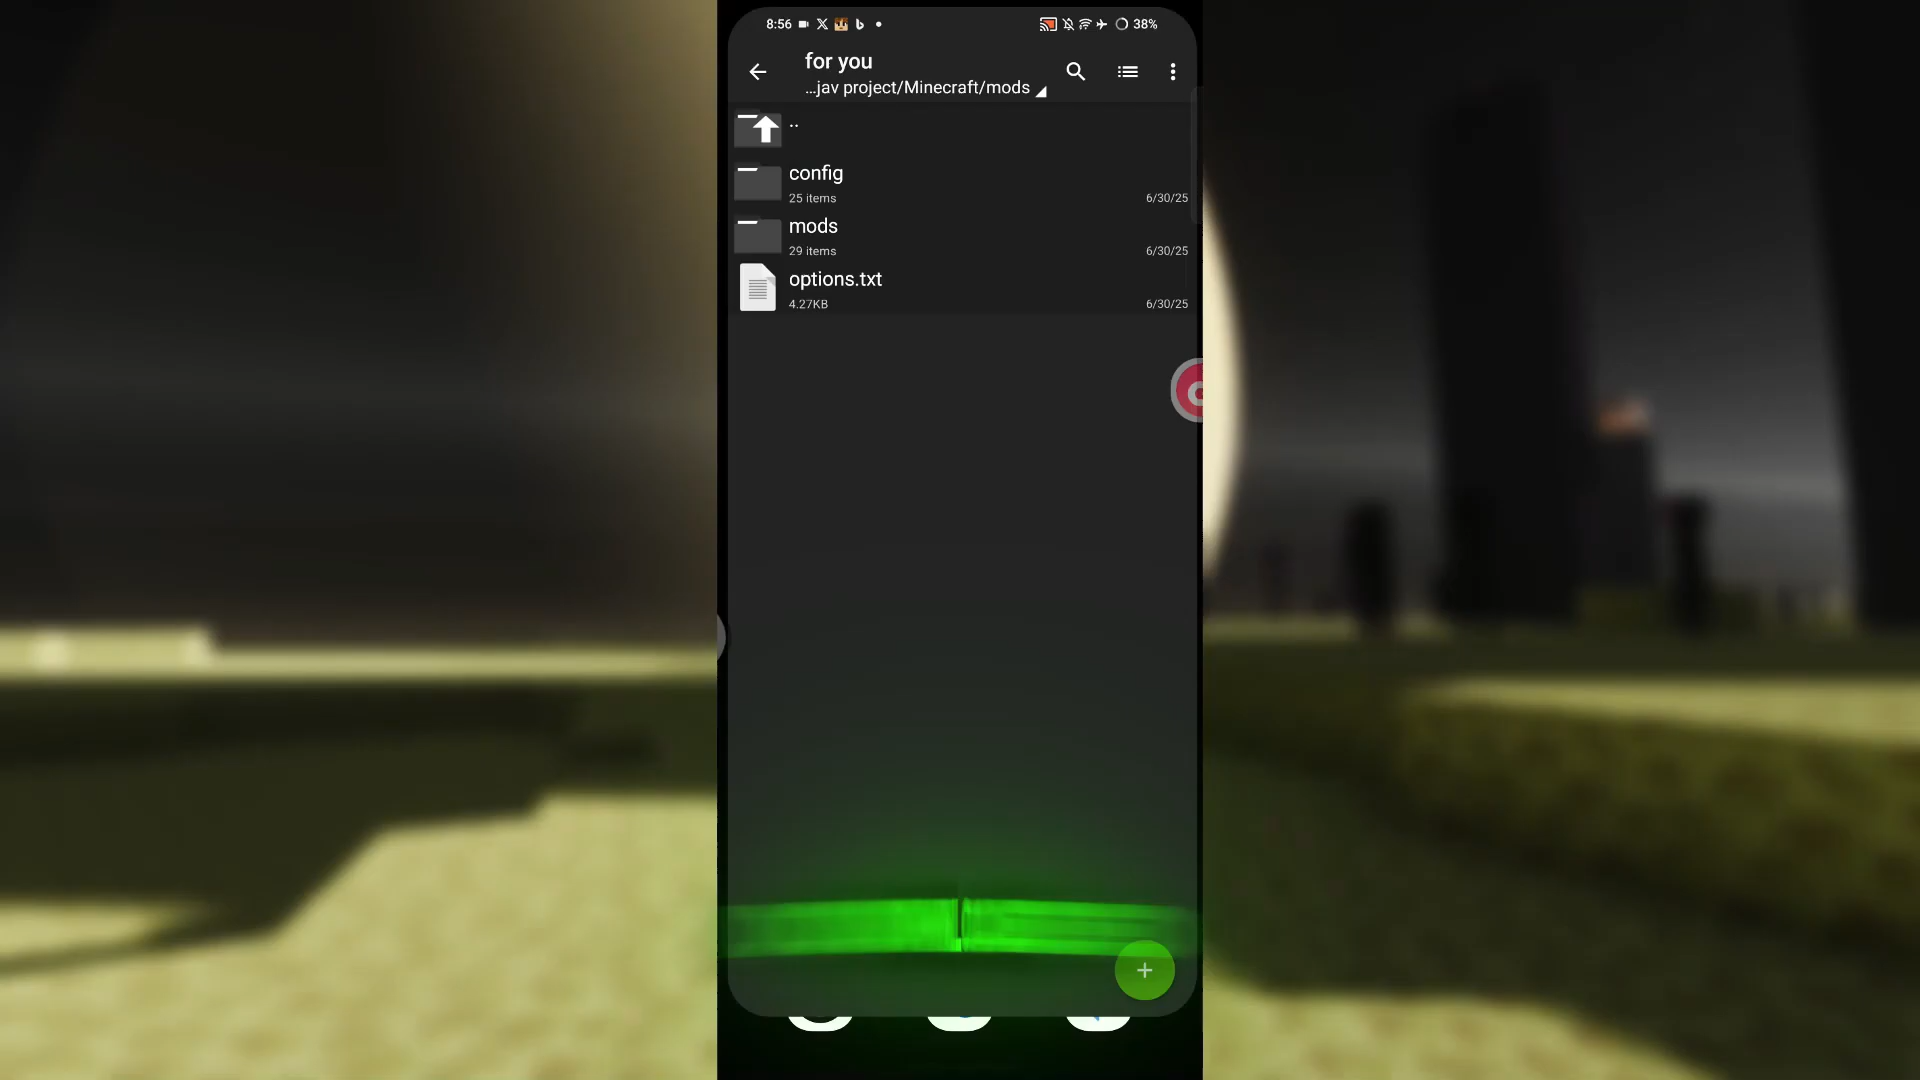 8:56
38%
for you
...jav project/Minecraft/mods
..
config
25 items
6/30/25
mods
29 items
6/30/25
options.txt
4.27KB
6/30/25